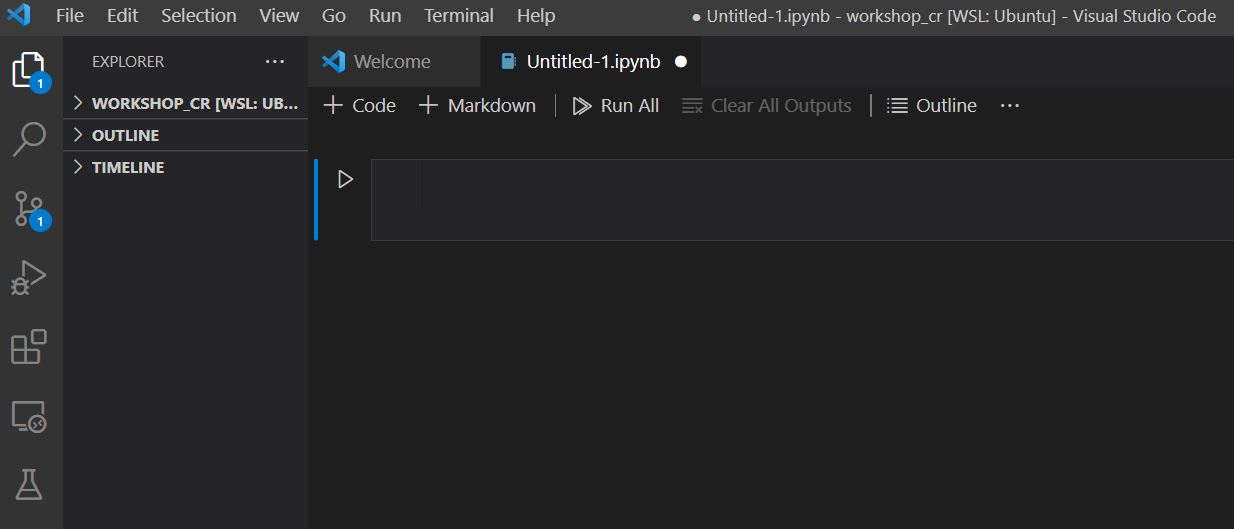 File Edit Selection View Go Run Terminal Help ● Untitled-1.ipynb - workshop_cr [WSL: Ubuntu] - Visual Studio Code
EXPLORER ···
Welcome Untitled-1.ipynb ●
1
WORKSHOP_CR [WSL: UB...
+ Code + Markdown | Run All Clear All Outputs | Outline ···
OUTLINE
TIMELINE
1